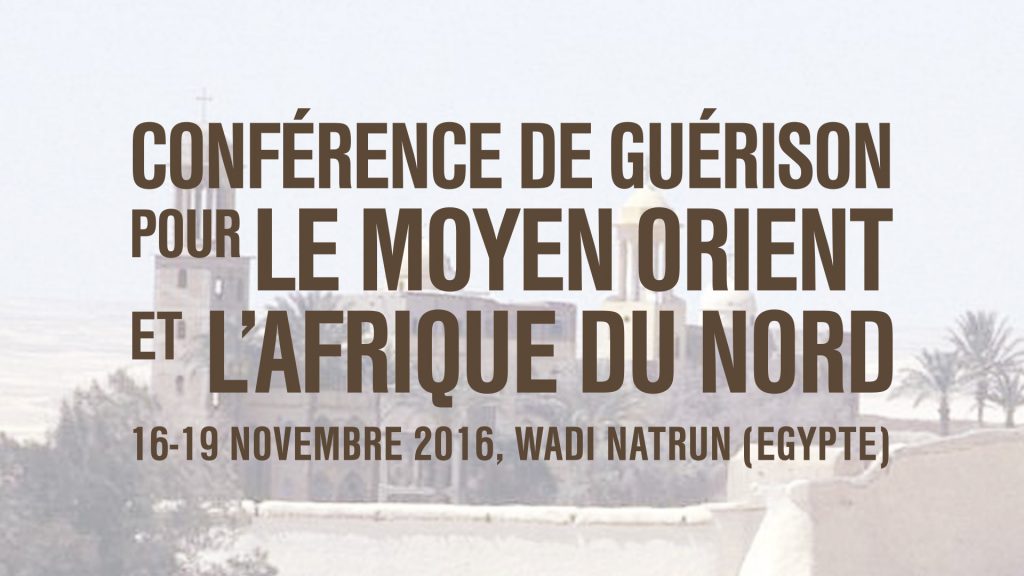 CONFÉRENCE DE GUÉRISON
POUR LE MOYEN ORIENT
ET L'AFRIQUE DU NORD
16-19 NOVEMBRE 2016, WADI NATRUN (EGYPTE)